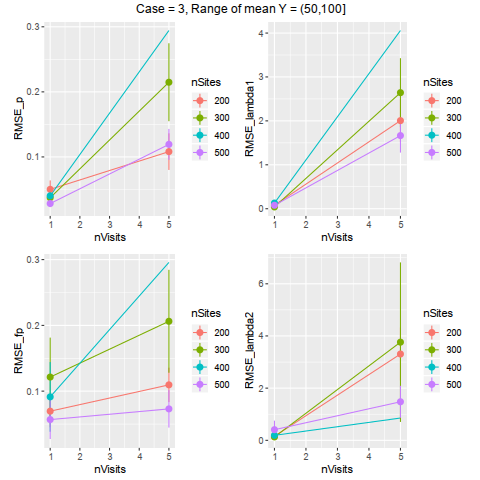 Case = 3, Range of mean Y = (50,100]
RMSE_p
0.3
0.2
0.1
1 2 3 4 5
nVisits
nSites
200
300
400
500
RMSE_lambda1
4
3
2
1
0
1 2 3 4 5
nVisits
nSites
200
300
400
500
RMSE_fp
0.3
0.2
0.1
1 2 3 4 5
nVisits
nSites
200
300
400
500
RMSE_lambda2
6
4
2
0
1 2 3 4 5
nVisits
nSites
200
300
400
500